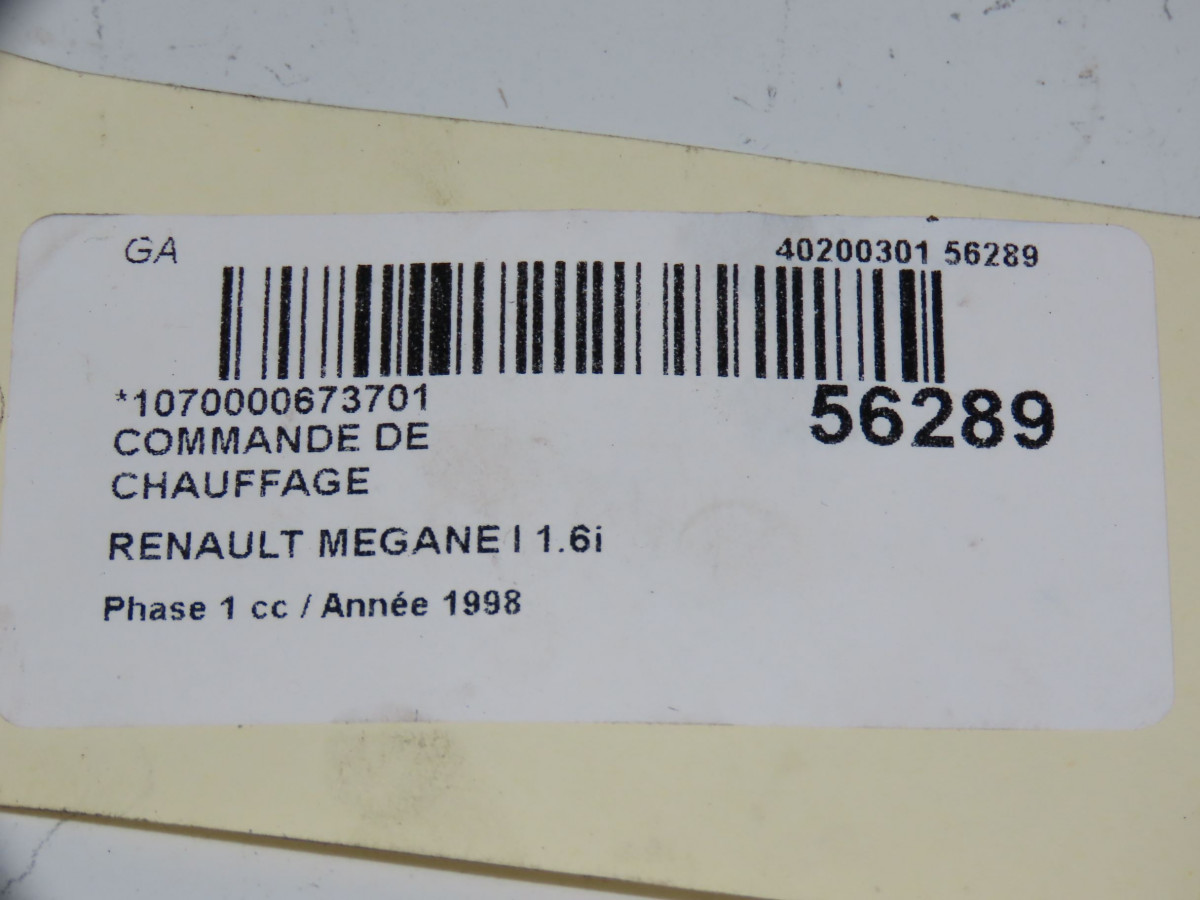 GA 40200301 56289
*1070000673701
56289
COMMANDE DE
CHAUFFAGE
RENAULT MEGANE I 1.6i
Phase 1 cc / Année 1998